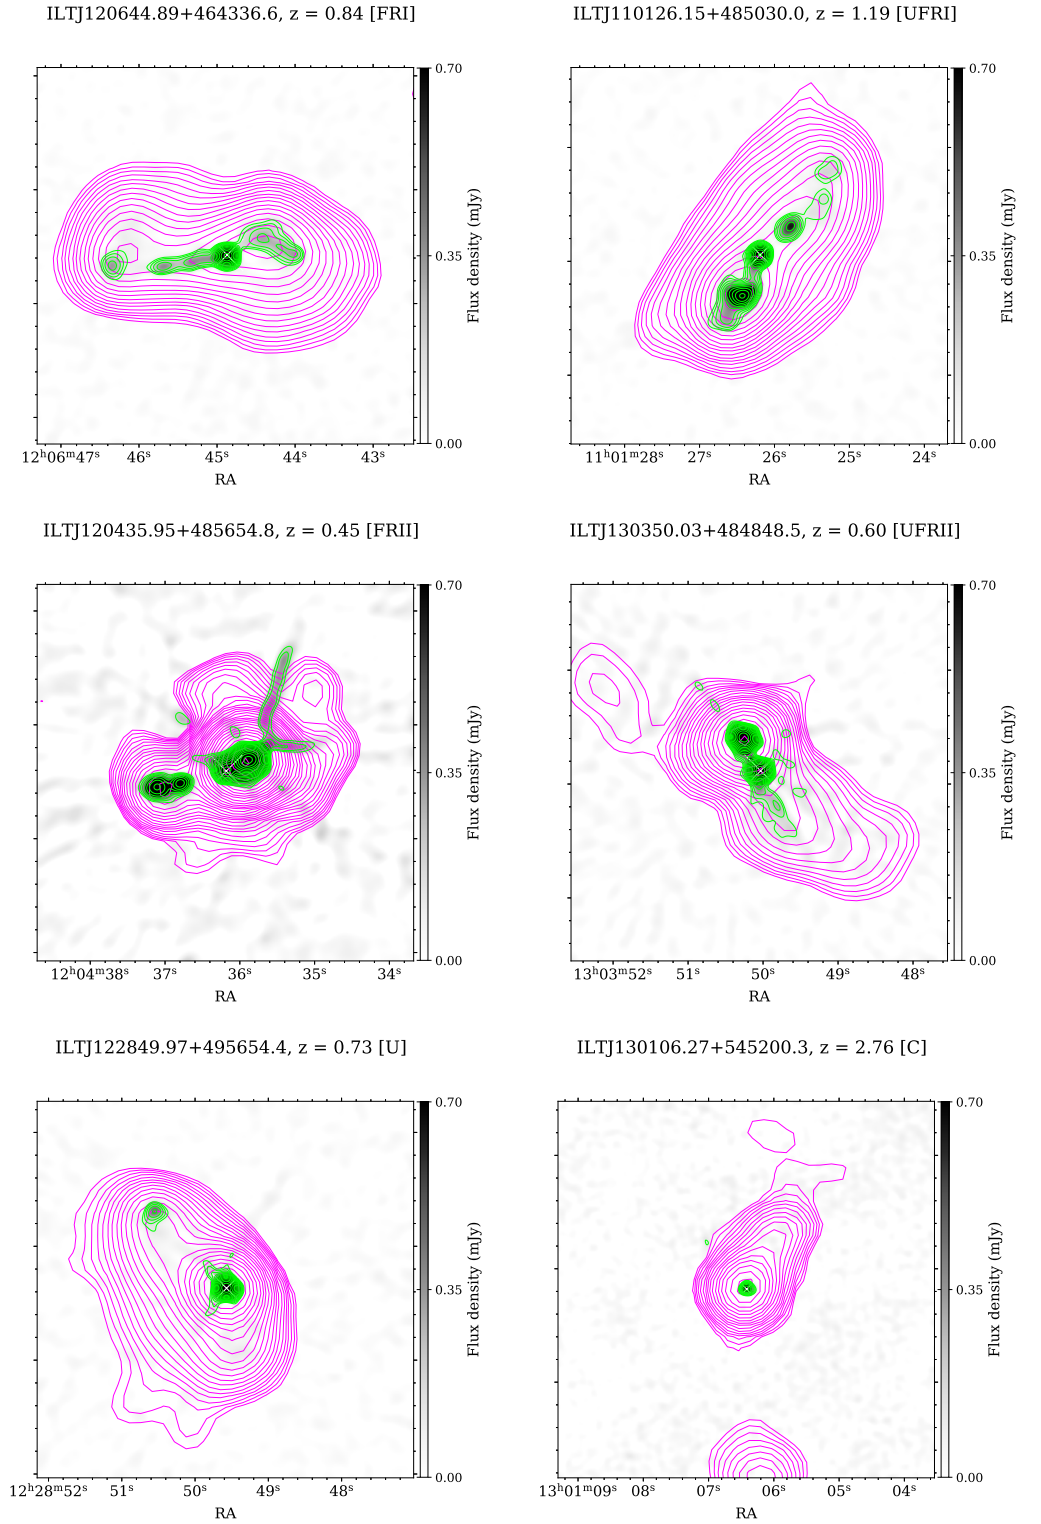 ILTJ120644.89+464336.6, z = 0.84 [FRI]
0.70
0.35
0.00
Flux density (mJy)
12ʰ06ᵐ47ˢ 46ˢ 45ˢ 44ˢ 43ˢ
RA
ILTJ110126.15+485030.0, z = 1.19 [UFRI]
0.70
0.35
0.00
Flux density (mJy)
11ʰ01ᵐ28ˢ 27ˢ 26ˢ 25ˢ 24ˢ
RA
ILTJ120435.95+485654.8, z = 0.45 [FRII]
0.70
0.35
0.00
Flux density (mJy)
12ʰ04ᵐ38ˢ 37ˢ 36ˢ 35ˢ 34ˢ
RA
ILTJ130350.03+484848.5, z = 0.60 [UFRII]
0.70
0.35
0.00
Flux density (mJy)
13ʰ03ᵐ52ˢ 51ˢ 50ˢ 49ˢ 48ˢ
RA
ILTJ122849.97+495654.4, z = 0.73 [U]
0.70
0.35
0.00
Flux density (mJy)
12ʰ28ᵐ52ˢ 51ˢ 50ˢ 49ˢ 48ˢ
RA
ILTJ130106.27+545200.3, z = 2.76 [C]
0.70
0.35
0.00
Flux density (mJy)
13ʰ01ᵐ09ˢ 08ˢ 07ˢ 06ˢ 05ˢ 04ˢ
RA